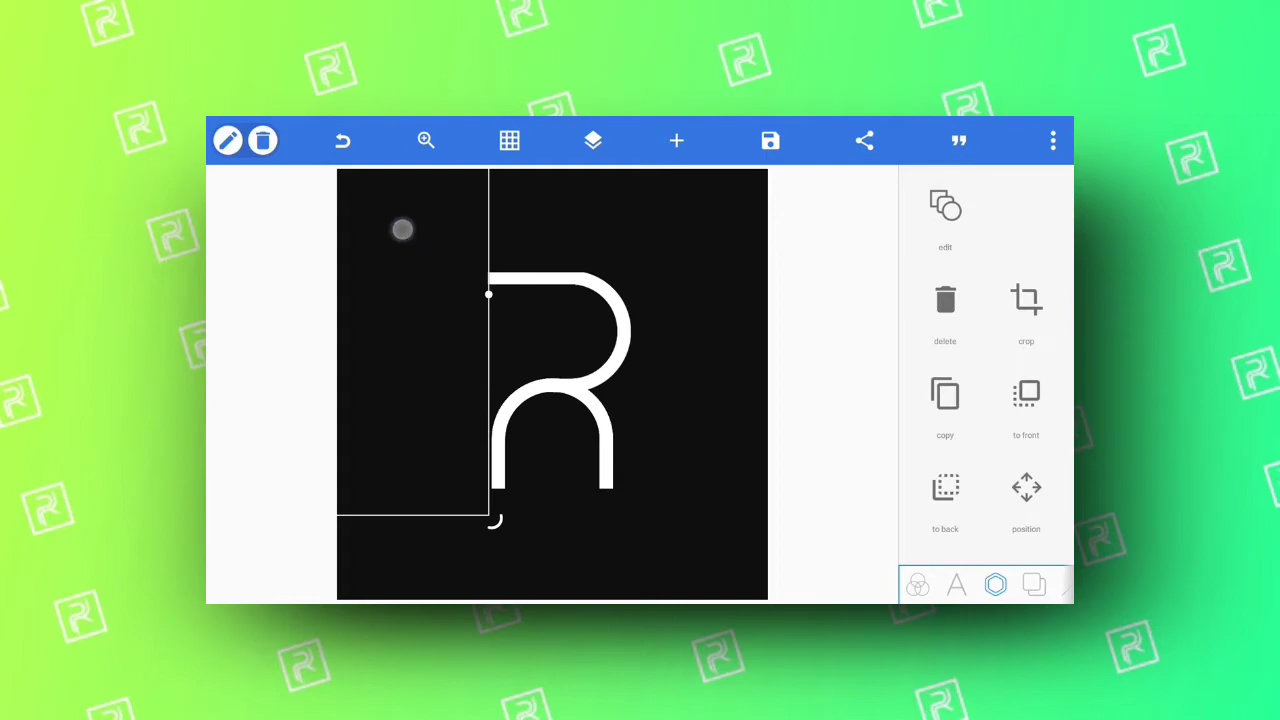 R
edit
delete
crop
copy
to front
to back
position